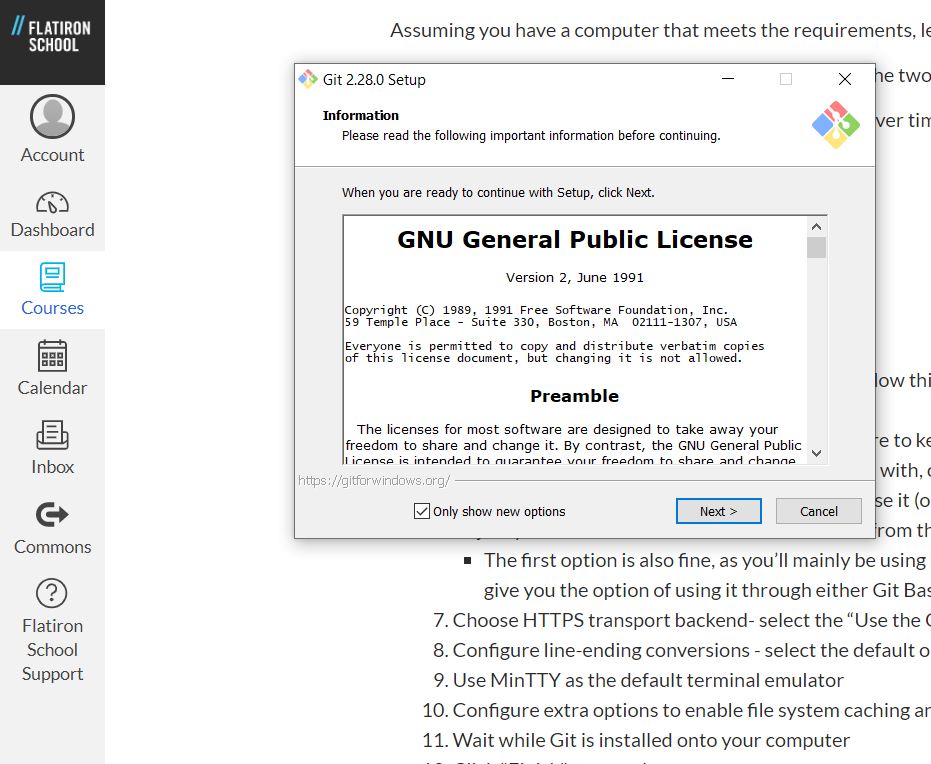 FLATIRON
SCHOOL
Account
Dashboard
Courses
Calendar
Inbox
Commons
Flatiron
School
Support
Assuming you have a computer that meets the requirements, le
he two
ver tim
Git 2.28.0 Setup
Information
Please read the following important information before continuing.
When you are ready to continue with Setup, click Next.
GNU General Public License
Version 2, June 1991
Copyright (C) 1989, 1991 Free Software Foundation, Inc.
59 Temple Place - Suite 330, Boston, MA  02111-1307, USA
Everyone is permitted to copy and distribute verbatim copies
of this license document, but changing it is not allowed.
Preamble
The licenses for most software are designed to take away your
freedom to share and change it. By contrast, the GNU General Public
License is intended to guarantee your freedom to share and change
https://gitforwindows.org/
Only show new options
Next >
Cancel
low thi
re to ke
with,
se it (o
from th
The first option is also fine, as you’ll mainly be using
give you the option of using it through either Git Bas
7. Choose HTTPS transport backend- select the “Use the
8. Configure line-ending conversions - select the default o
9. Use MinTTY as the default terminal emulator
10. Configure extra options to enable file system caching an
11. Wait while Git is installed onto your computer